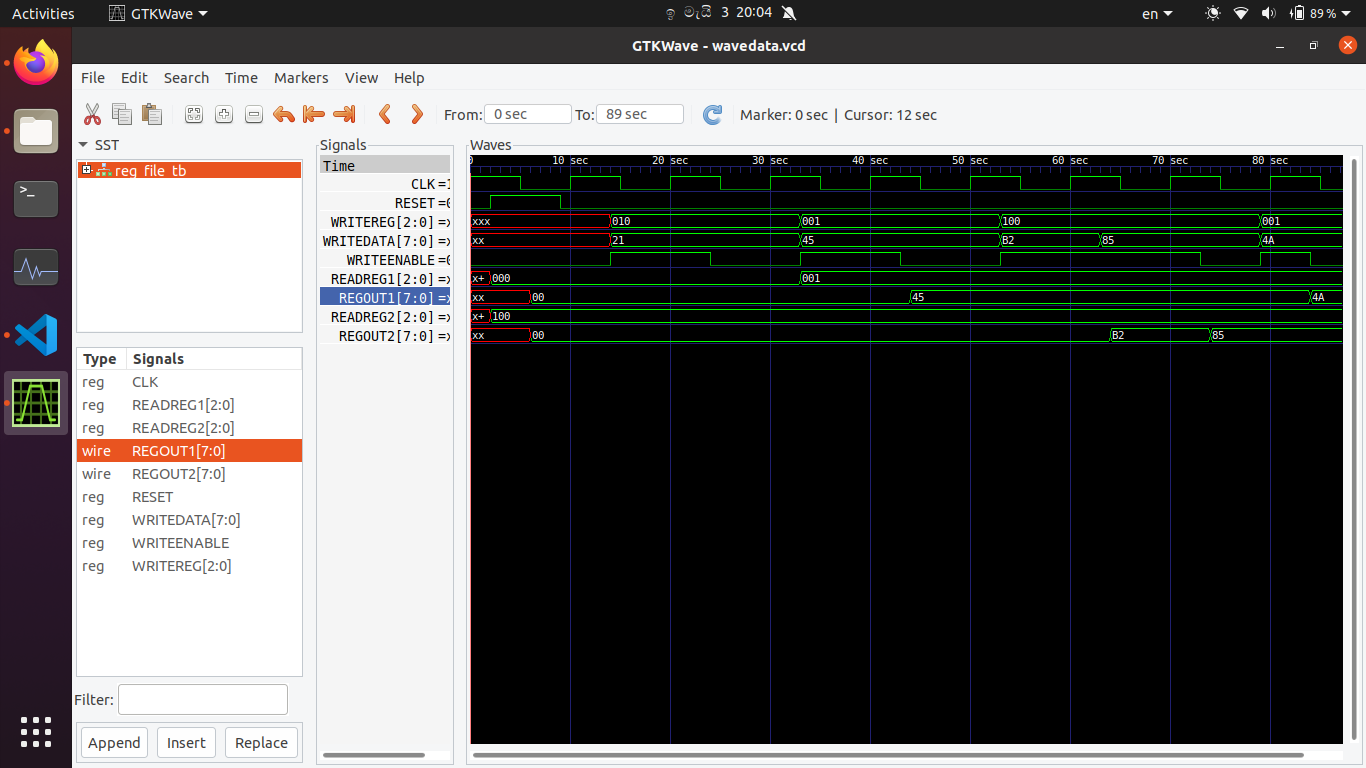 Activities GTKWave ඉ මැයි 3 20:04 en 89 %
GTKWave - wavedata.vcd
File Edit Search Time Markers View Help
From: 0 sec To: 89 sec Marker: 0 sec | Cursor: 12 sec
SST
reg_file_tb
Type Signals
reg CLK
reg READREG1[2:0]
reg READREG2[2:0]
wire REGOUT1[7:0]
wire REGOUT2[7:0]
reg RESET
reg WRITEDATA[7:0]
reg WRITEENABLE
reg WRITEREG[2:0]
Filter:
Append Insert Replace
Signals
Time
CLK =1
RESET =0
WRITEREG[2:0] =x
WRITEDATA[7:0] =x
WRITEENABLE =0
READREG1[2:0] =x
REGOUT1[7:0] =x
READREG2[2:0] =x
REGOUT2[7:0] =x
Waves
0 10 sec 20 sec 30 sec 40 sec 50 sec 60 sec 70 sec 80 sec
xxx 010 001 100 001
xx 21 45 B2 85 4A
x+ 000 001
xx 00 45 4A
x+ 100
xx 00 B2 85